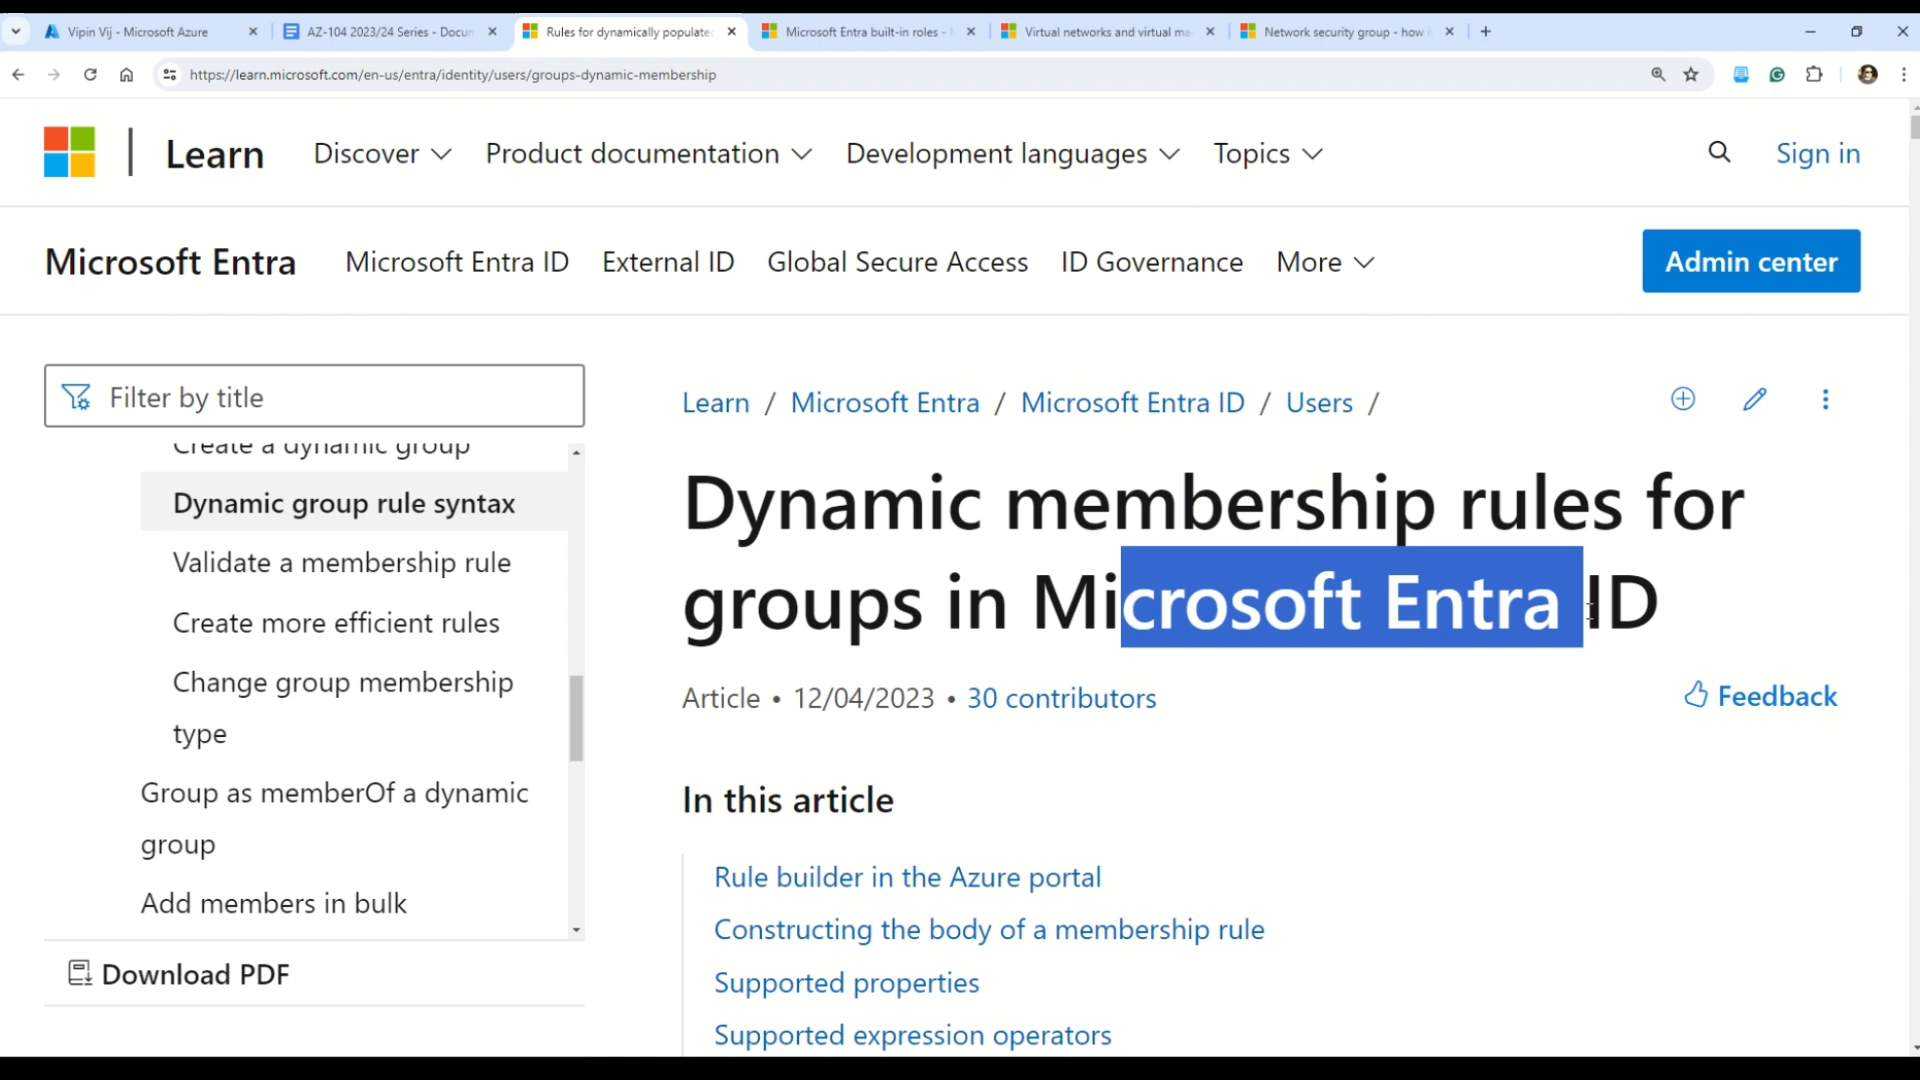 Vipin Vij - Microsoft Azure
AZ-104 2023/24 Series - Docum
Rules for dynamically populate
Microsoft Entra built-in roles -
Virtual networks and virtual ma
Network security group - how i
https://learn.microsoft.com/en-us/entra/identity/users/groups-dynamic-membership
Learn
Discover
Product documentation
Development languages
Topics
Sign in
Microsoft Entra
Microsoft Entra ID
External ID
Global Secure Access
ID Governance
More
Admin center
Filter by title
Create a dynamic group
Dynamic group rule syntax
Validate a membership rule
Create more efficient rules
Change group membership
type
Group as memberOf a dynamic
group
Add members in bulk
Download PDF
Learn / Microsoft Entra / Microsoft Entra ID / Users /
Dynamic membership rules for
groups in Microsoft Entra ID
Article • 12/04/2023 • 30 contributors
Feedback
In this article
Rule builder in the Azure portal
Constructing the body of a membership rule
Supported properties
Supported expression operators